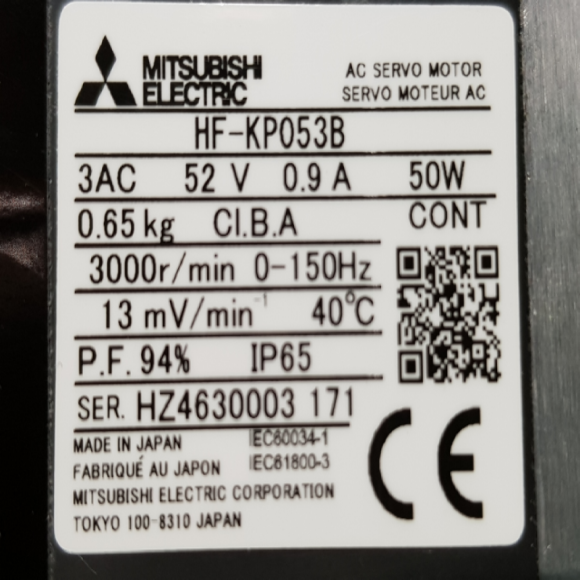 MITSUBISHI ELECTRIC
AC SERVO MOTOR
SERVO MOTEUR AC
HF-KP053B
3AC 52 V 0.9 A 50W
0.65 kg CI.B.A CONT
3000r/min 0-150Hz
13 mV/min⁻¹ 40℃
P.F. 94% IP65
SER. HZ4630003 171
MADE IN JAPAN IEC60034-1
FABRIQUÉ AU JAPON IEC61800-3
MITSUBISHI ELECTRIC CORPORATION
TOKYO 100-8310 JAPAN
CE